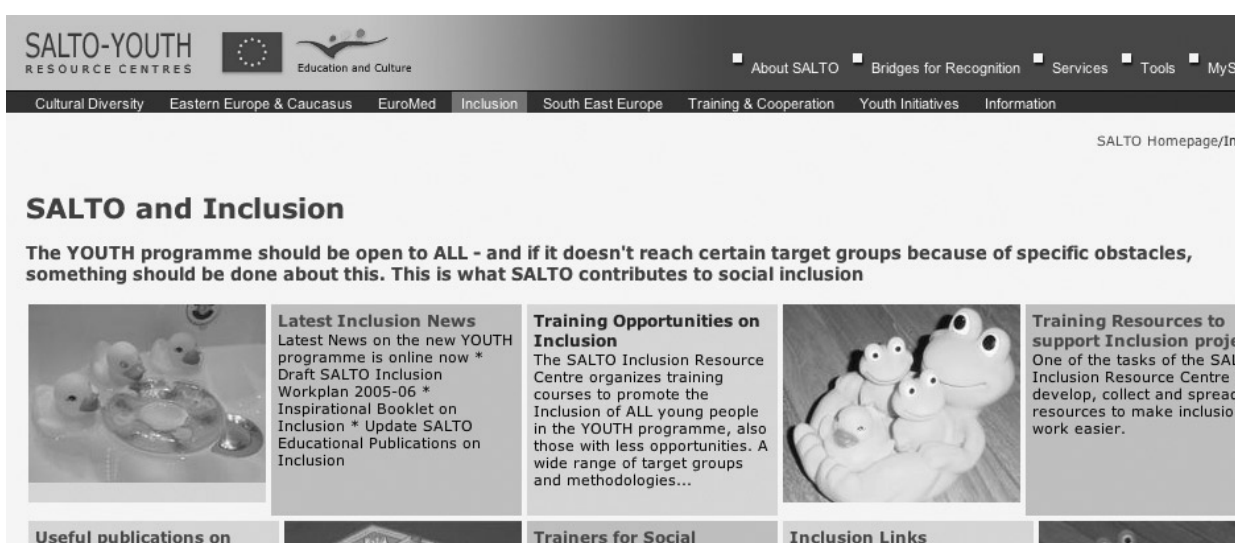 SALTO-YOUTH
RESOURCE CENTRES
Education and Culture
About SALTO Bridges for Recognition Services Tools MyS
Cultural Diversity Eastern Europe & Caucasus EuroMed Inclusion South East Europe Training & Cooperation Youth Initiatives Information
SALTO Homepage/In
SALTO and Inclusion
The YOUTH programme should be open to ALL - and if it doesn't reach certain target groups because of specific obstacles,
something should be done about this. This is what SALTO contributes to social inclusion
Latest Inclusion News
Latest News on the new YOUTH
programme is online now *
Draft SALTO Inclusion
Workplan 2005-06 *
Inspirational Booklet on
Inclusion * Update SALTO
Educational Publications on
Inclusion
Training Opportunities on
Inclusion
The SALTO Inclusion Resource
Centre organizes training
courses to promote the
Inclusion of ALL young people
in the YOUTH programme, also
those with less opportunities. A
wide range of target groups
and methodologies...
Training Resources to
support Inclusion proje
One of the tasks of the SAL
Inclusion Resource Centre
develop, collect and spread
resources to make inclusio
work easier.
Useful publications on
Trainers for Social
Inclusion Links